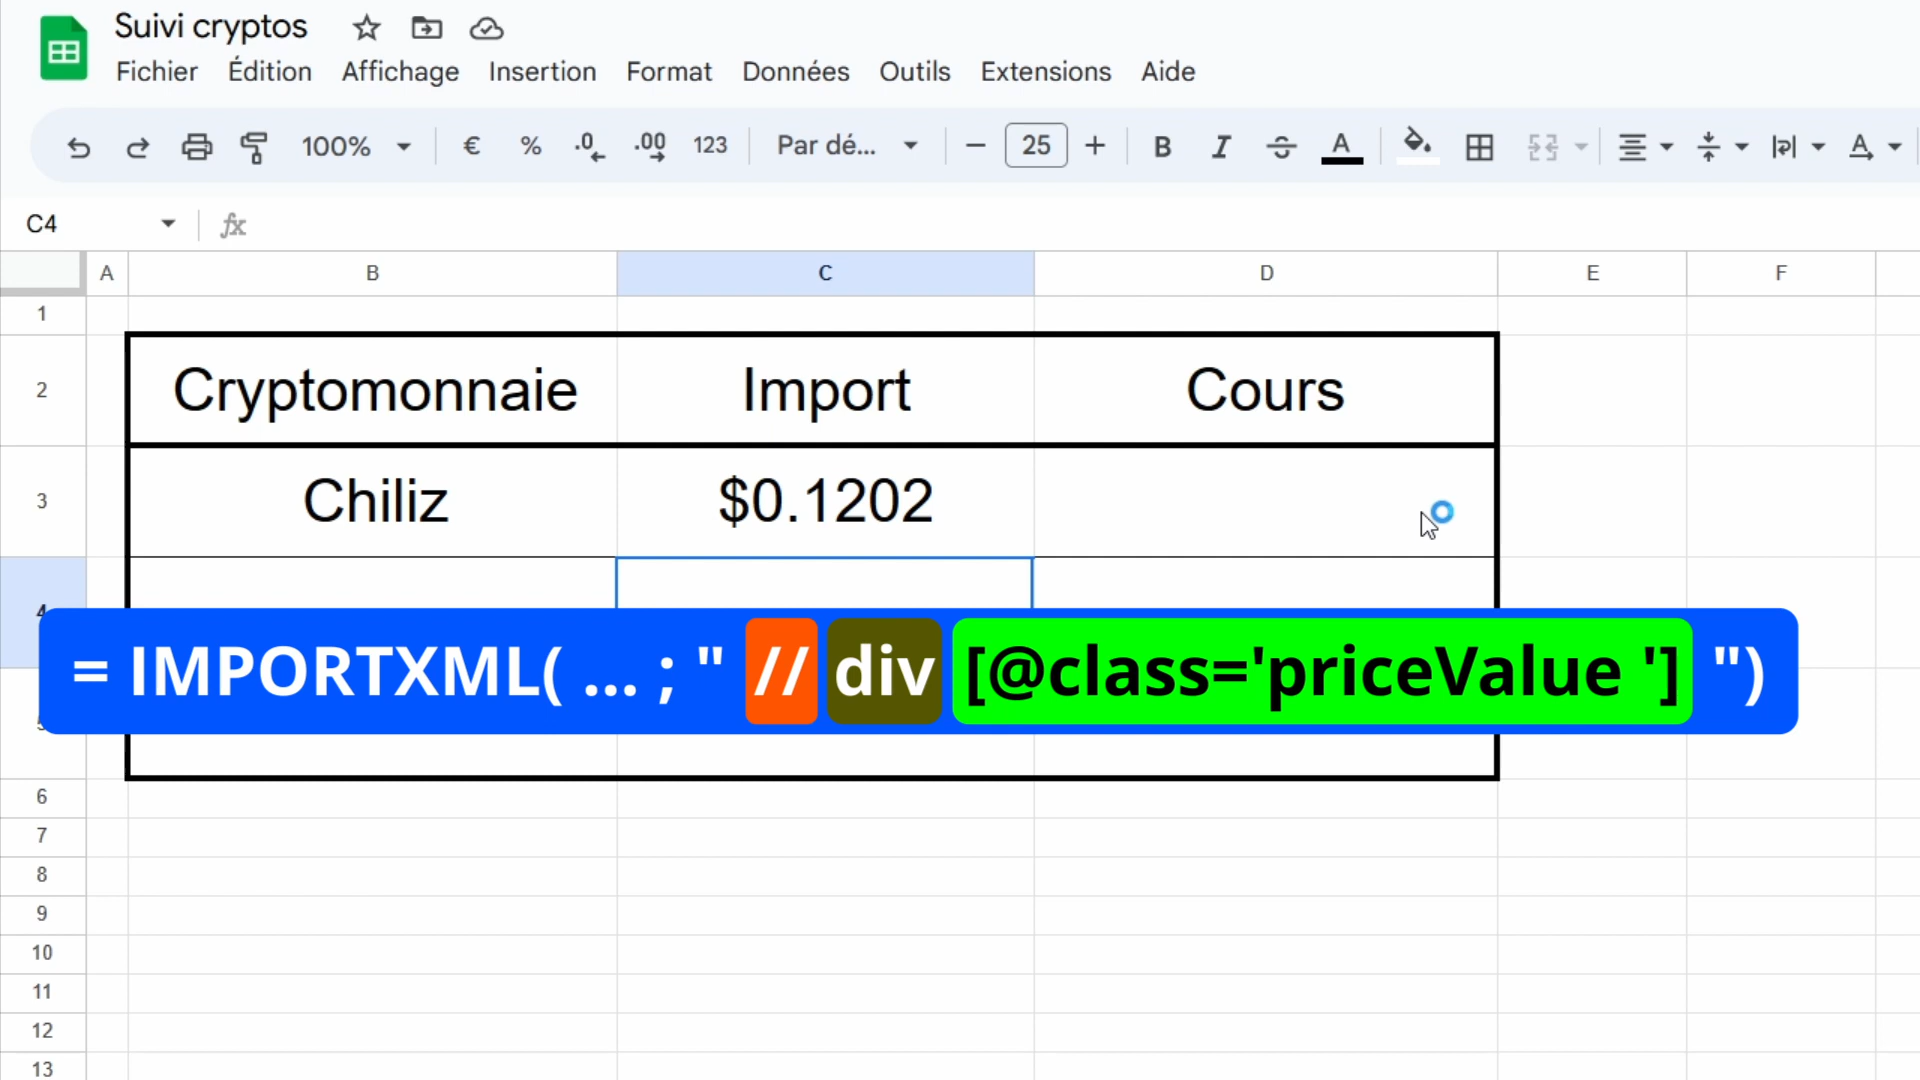 Suivi cryptos
Fichier Édition Affichage Insertion Format Données Outils Extensions Aide
100% € % .0 .00 123 Par dé... − 25 + B I S A A
C4 fx
A B C D E F
1
2 Cryptomonnaie Import Cours
3 Chiliz $0.1202
4
= IMPORTXML( ... ; " // div [@class='priceValue '] ")
5
6
7
8
9
10
11
12
13